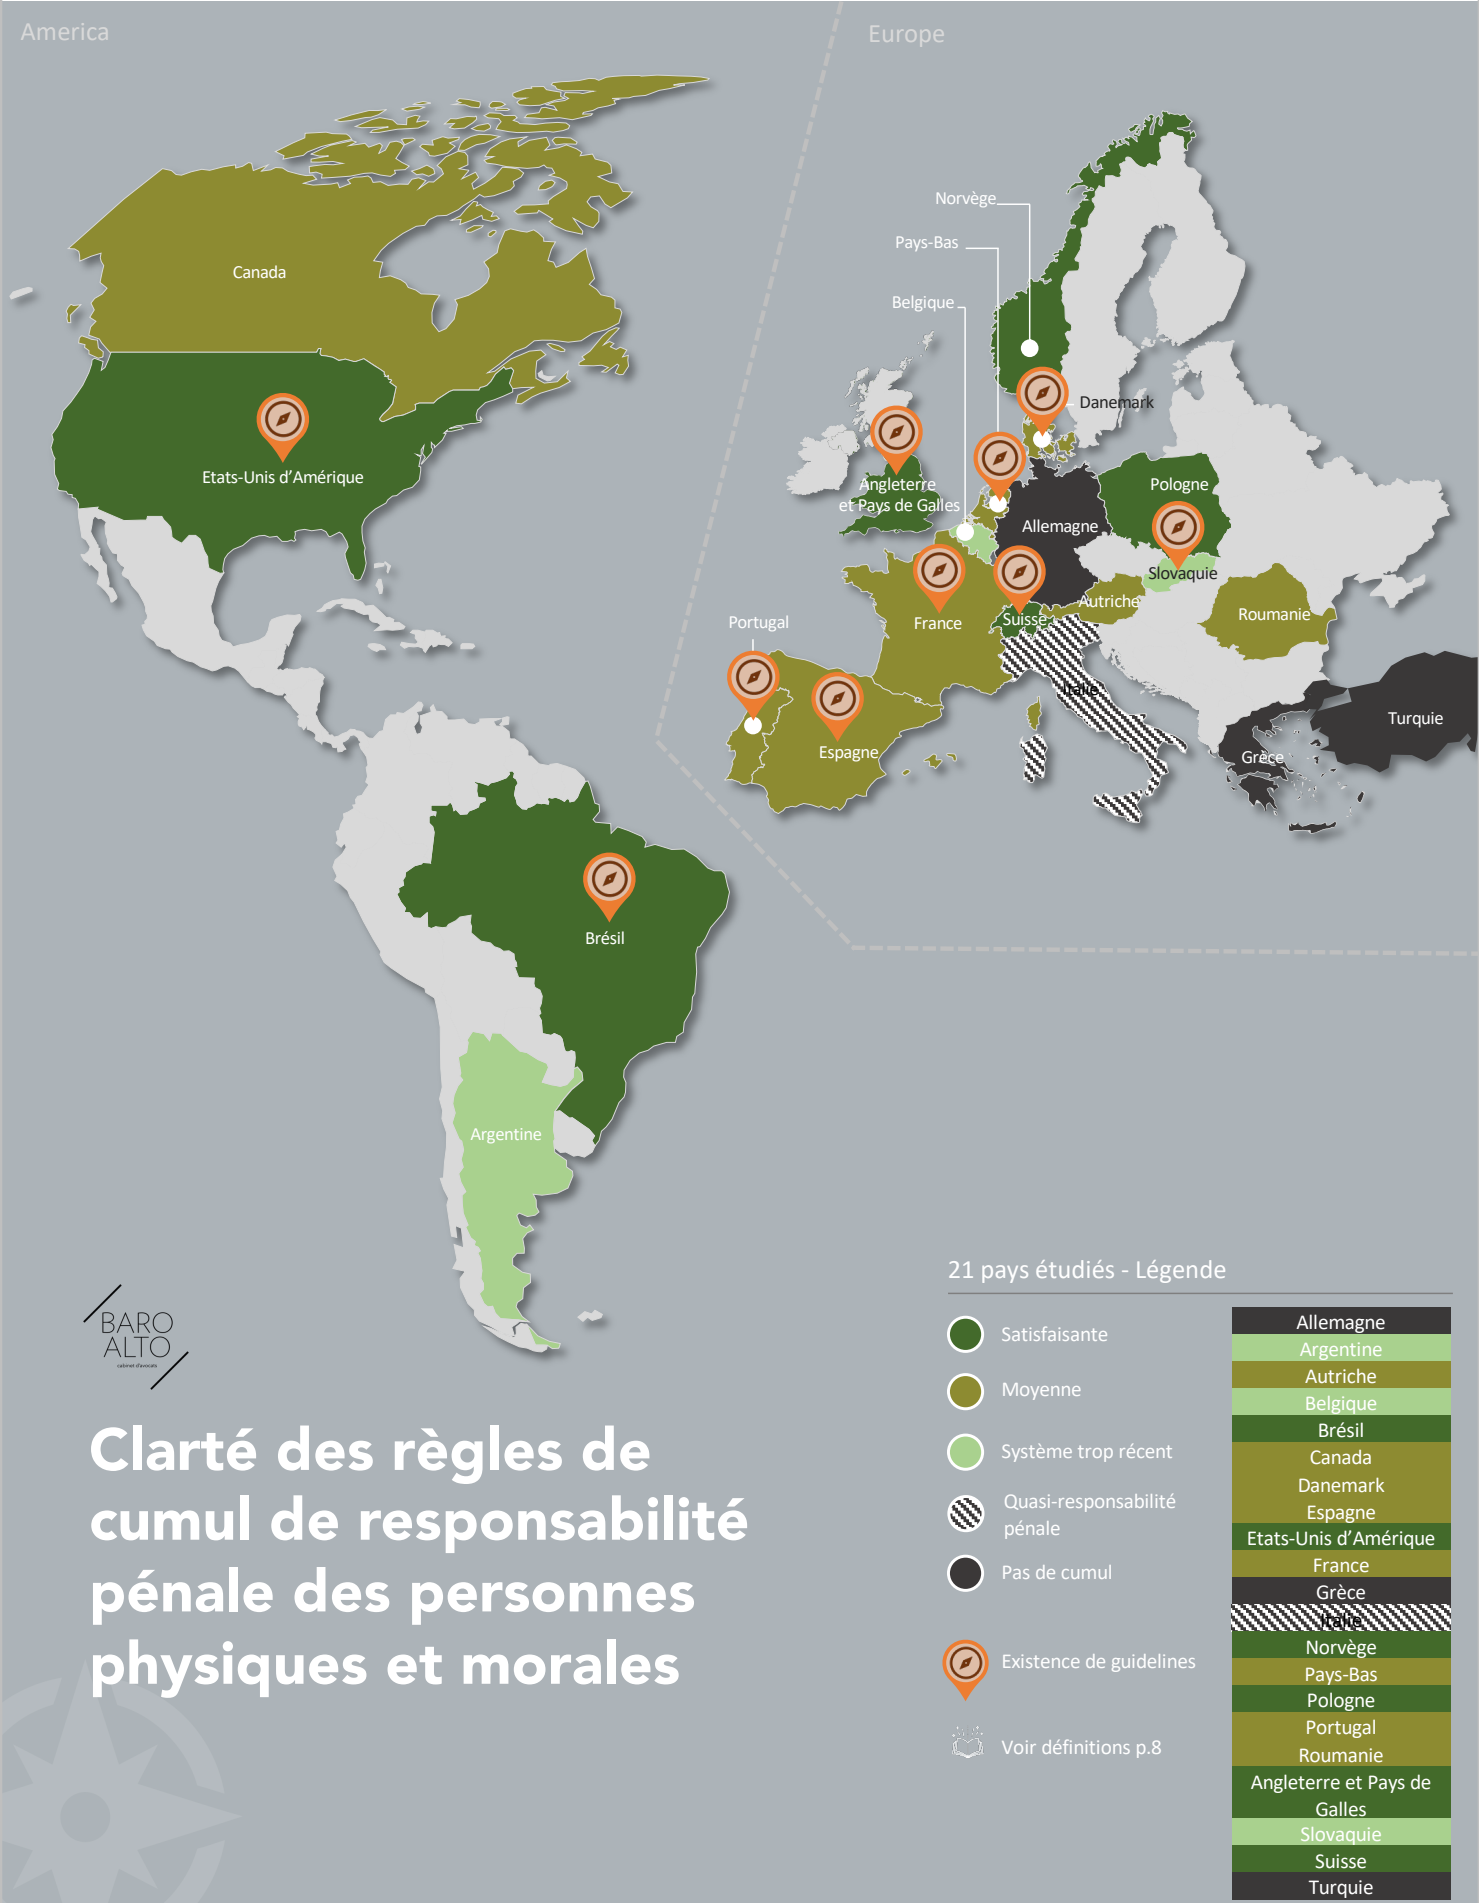 America
Europe
Norvège
Pays-Bas
Belgique
Canada
Danemark
Etats-Unis d'Amérique
Angleterre
et Pays de Galles
Pologne
Allemagne
Slovaquie
Autriche
Roumanie
Portugal
France
Suisse
Italie
Turquie
Espagne
Grèce
Brésil
Argentine
BARO
ALTO
cabinet d'avocats
Clarté des règles de
cumul de responsabilité
pénale des personnes
physiques et morales
21 pays étudiés - Légende
Satisfaisante
Moyenne
Système trop récent
Quasi-responsabilité
pénale
Pas de cumul
Existence de guidelines
Voir définitions p.8
Allemagne
Argentine
Autriche
Belgique
Brésil
Canada
Danemark
Espagne
Etats-Unis d'Amérique
France
Grèce
Italie
Norvège
Pays-Bas
Pologne
Portugal
Roumanie
Angleterre et Pays de
Galles
Slovaquie
Suisse
Turquie